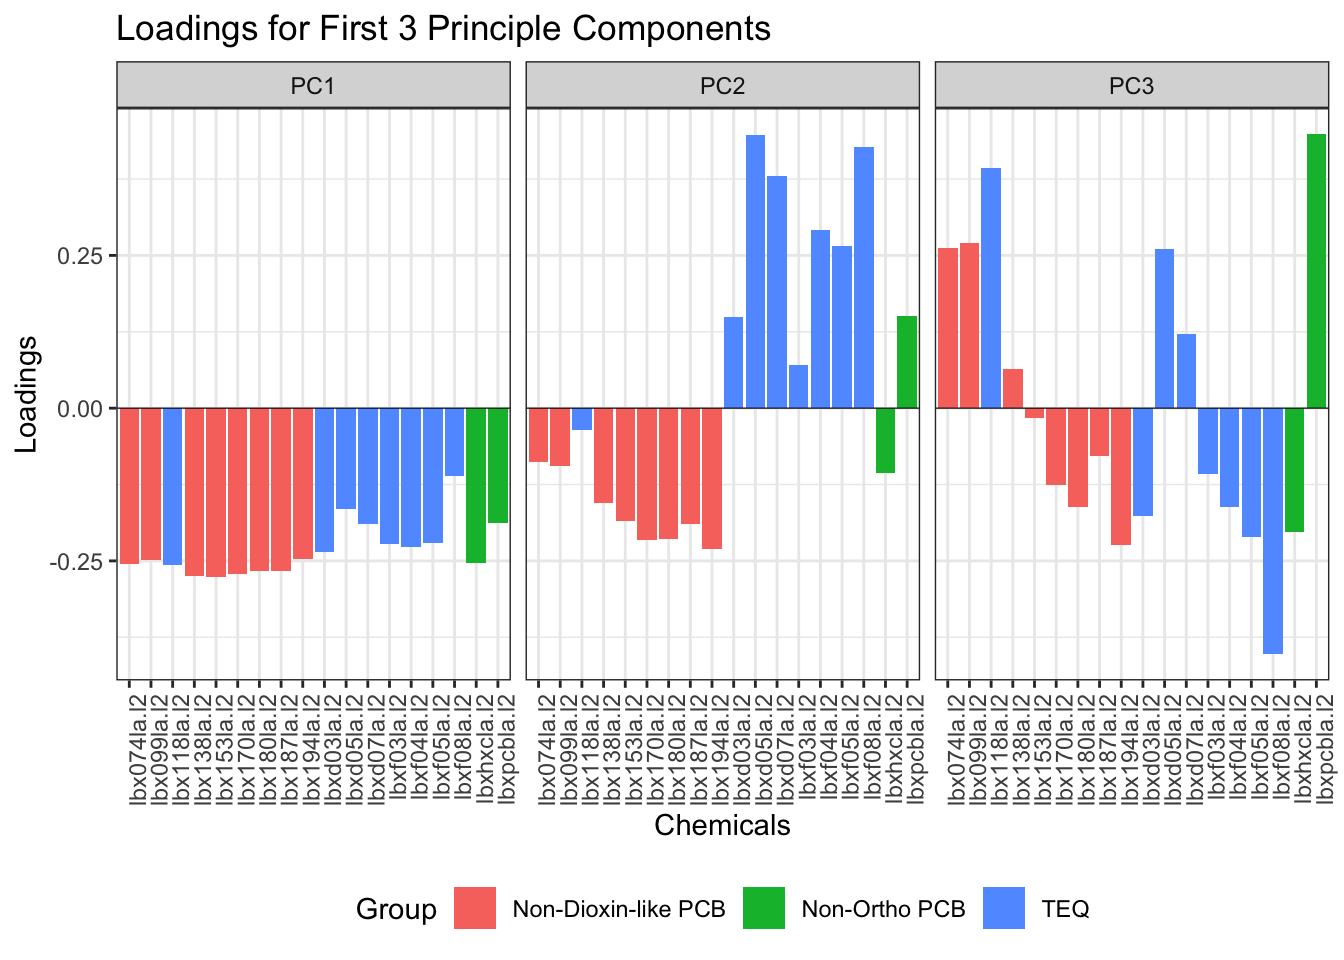 Loadings for First 3 Principle Components
PC1
PC2
PC3
Loadings
0.25
0.00
-0.25
lbx074la.l2
lbx099la.l2
lbx118la.l2
lbx138la.l2
lbx153la.l2
lbx170la.l2
lbx180la.l2
lbx187la.l2
lbx194la.l2
lbxd03la.l2
lbxd05la.l2
lbxd07la.l2
lbxf03la.l2
lbxf04la.l2
lbxf05la.l2
lbxf08la.l2
lbxhxcla.l2
lbxpcbla.l2
lbx074la.l2
lbx099la.l2
lbx118la.l2
lbx138la.l2
lbx153la.l2
lbx170la.l2
lbx180la.l2
lbx187la.l2
lbx194la.l2
lbxd03la.l2
lbxd05la.l2
lbxd07la.l2
lbxf03la.l2
lbxf04la.l2
lbxf05la.l2
lbxf08la.l2
lbxhxcla.l2
lbxpcbla.l2
lbx074la.l2
lbx099la.l2
lbx118la.l2
lbx138la.l2
lbx153la.l2
lbx170la.l2
lbx180la.l2
lbx187la.l2
lbx194la.l2
lbxd03la.l2
lbxd05la.l2
lbxd07la.l2
lbxf03la.l2
lbxf04la.l2
lbxf05la.l2
lbxf08la.l2
lbxhxcla.l2
lbxpcbla.l2
Chemicals
Group Non-Dioxin-like PCB Non-Ortho PCB TEQ